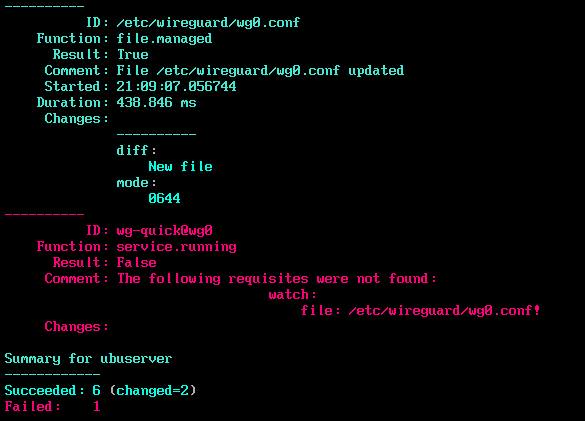 ----------
ID: /etc/wireguard/wg0.conf
Function: file.managed
Result: True
Comment: File /etc/wireguard/wg0.conf updated
Started: 21:09:07.056744
Duration: 438.846 ms
Changes:
----------
diff:
New file
mode:
0644
----------
ID: wg-quick@wg0
Function: service.running
Result: False
Comment: The following requisites were not found:
watch:
file: /etc/wireguard/wg0.conf!
Changes:
Summary for ubuserver
------------
Succeeded: 6 (changed=2)
Failed: 1